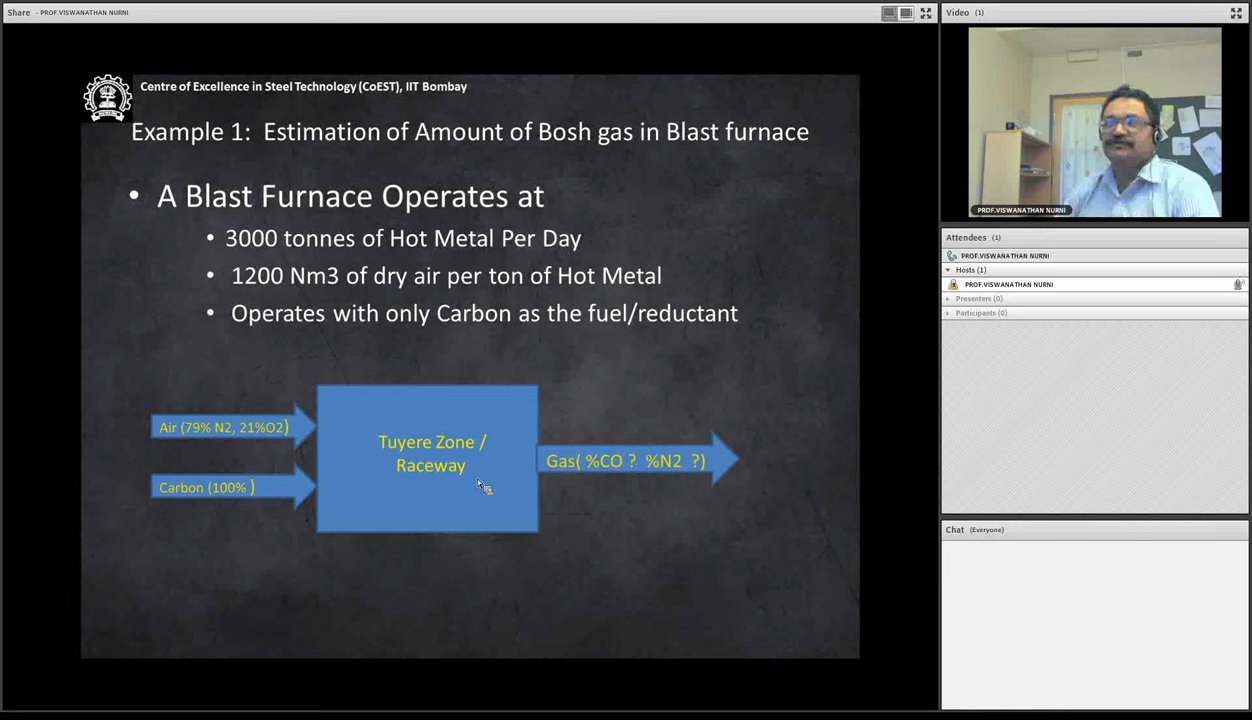 Share - PROF.VISWANATHAN NURNI
Video (1)
Centre of Excellence in Steel Technology (CoEST), IIT Bombay
Example 1: Estimation of Amount of Bosh gas in Blast furnace
• A Blast Furnace Operates at
• 3000 tonnes of Hot Metal Per Day
• 1200 Nm3 of dry air per ton of Hot Metal
• Operates with only Carbon as the fuel/reductant
Air (79% N2, 21%O2)
Carbon (100% )
Tuyere Zone /
Raceway
Gas( %CO ? %N2 ?)
PROF.VISWANATHAN NURNI
Attendees (1)
PROF.VISWANATHAN NURNI
Hosts (1)
PROF.VISWANATHAN NURNI
Presenters (0)
Participants (0)
Chat (Everyone)